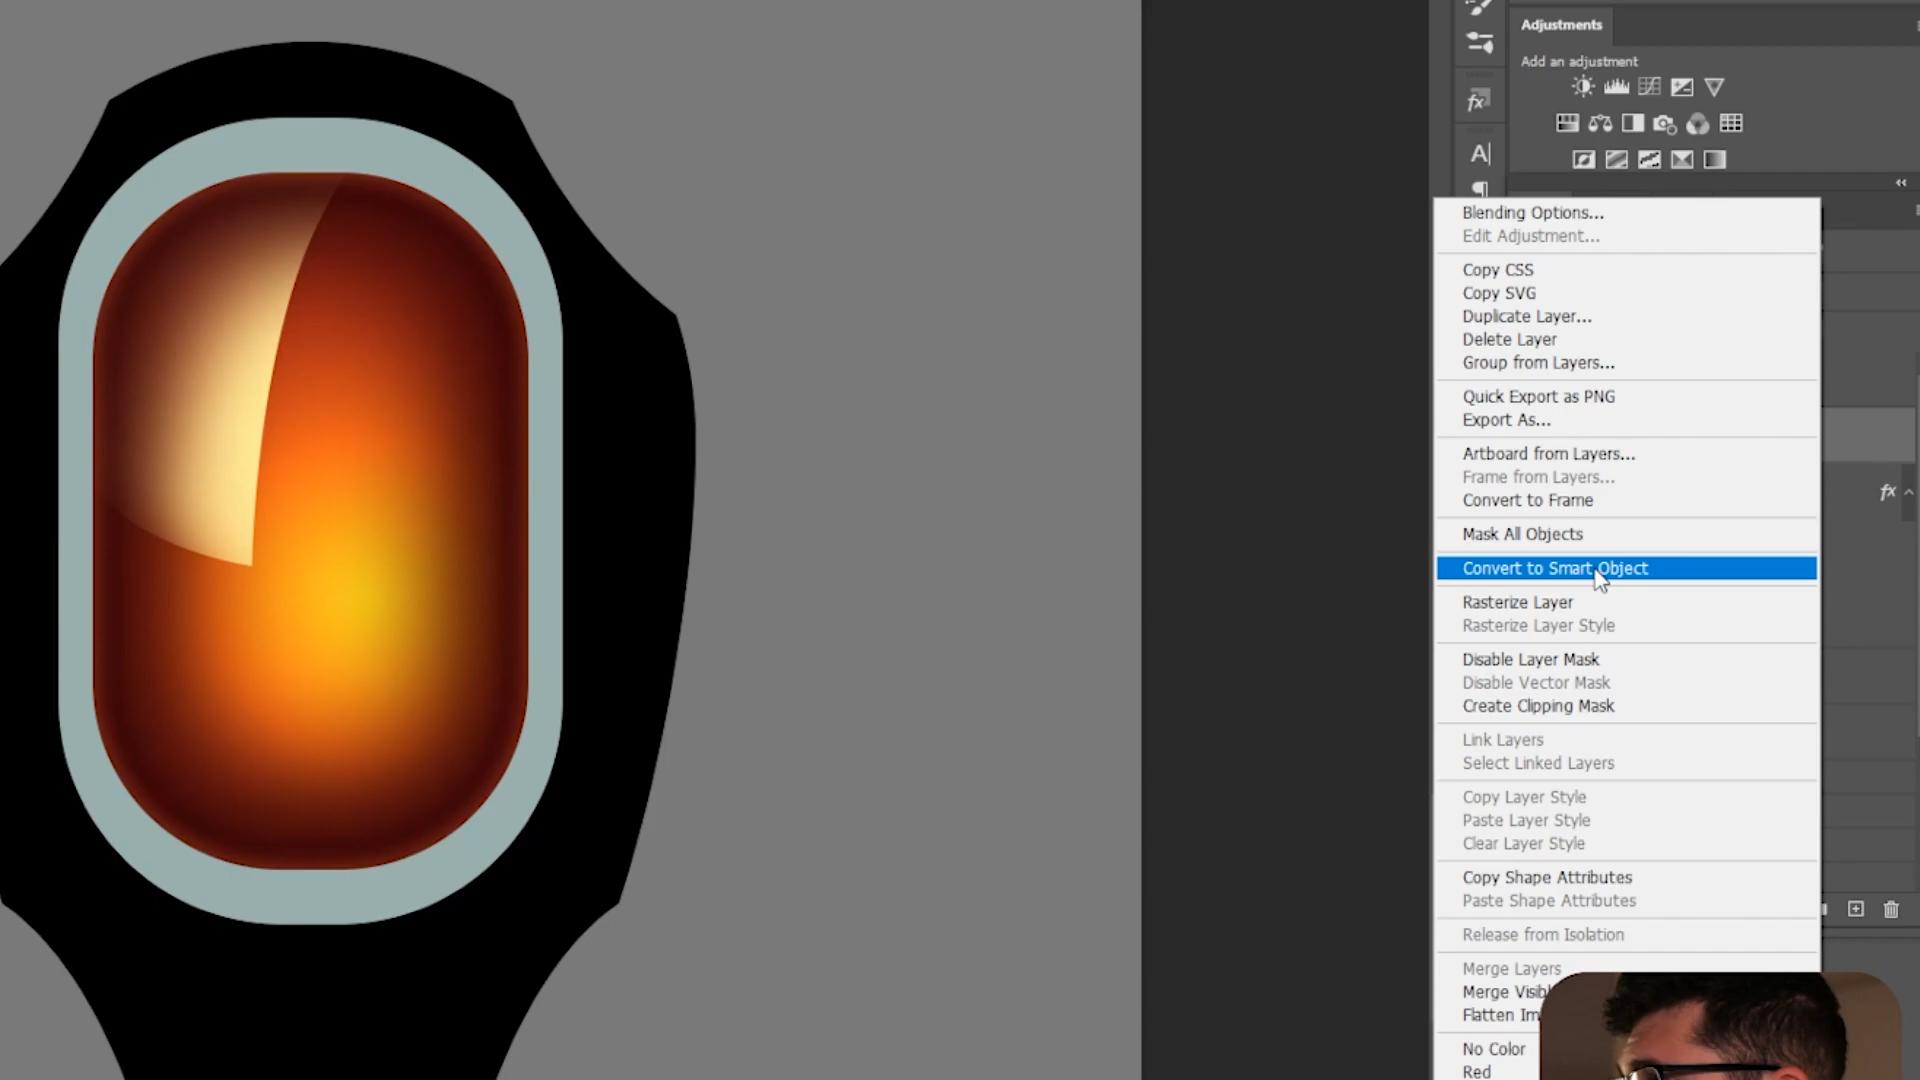 Adjustments
Add an adjustment
fx
A
Blending Options...
Edit Adjustment...
Copy CSS
Copy SVG
Duplicate Layer...
Delete Layer
Group from Layers...
Quick Export as PNG
Export As...
Artboard from Layers...
Frame from Layers...
Convert to Frame
fx
Mask All Objects
Convert to Smart Object
Rasterize Layer
Rasterize Layer Style
Disable Layer Mask
Disable Vector Mask
Create Clipping Mask
Link Layers
Select Linked Layers
Copy Layer Style
Paste Layer Style
Clear Layer Style
Copy Shape Attributes
Paste Shape Attributes
Release from Isolation
Merge Layers
Merge
Flatten
No Color
Red